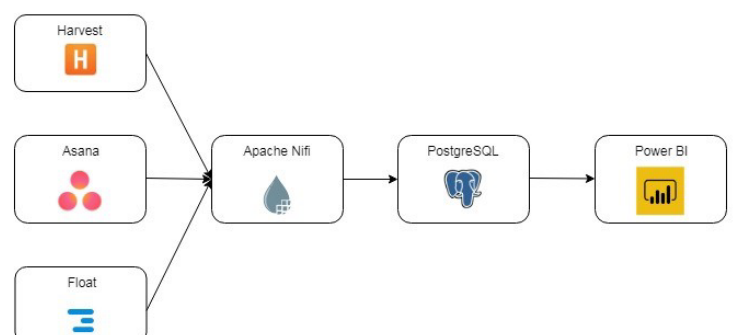 Harvest
H
Asana
Apache Nifi
PostgreSQL
Power BI
Float